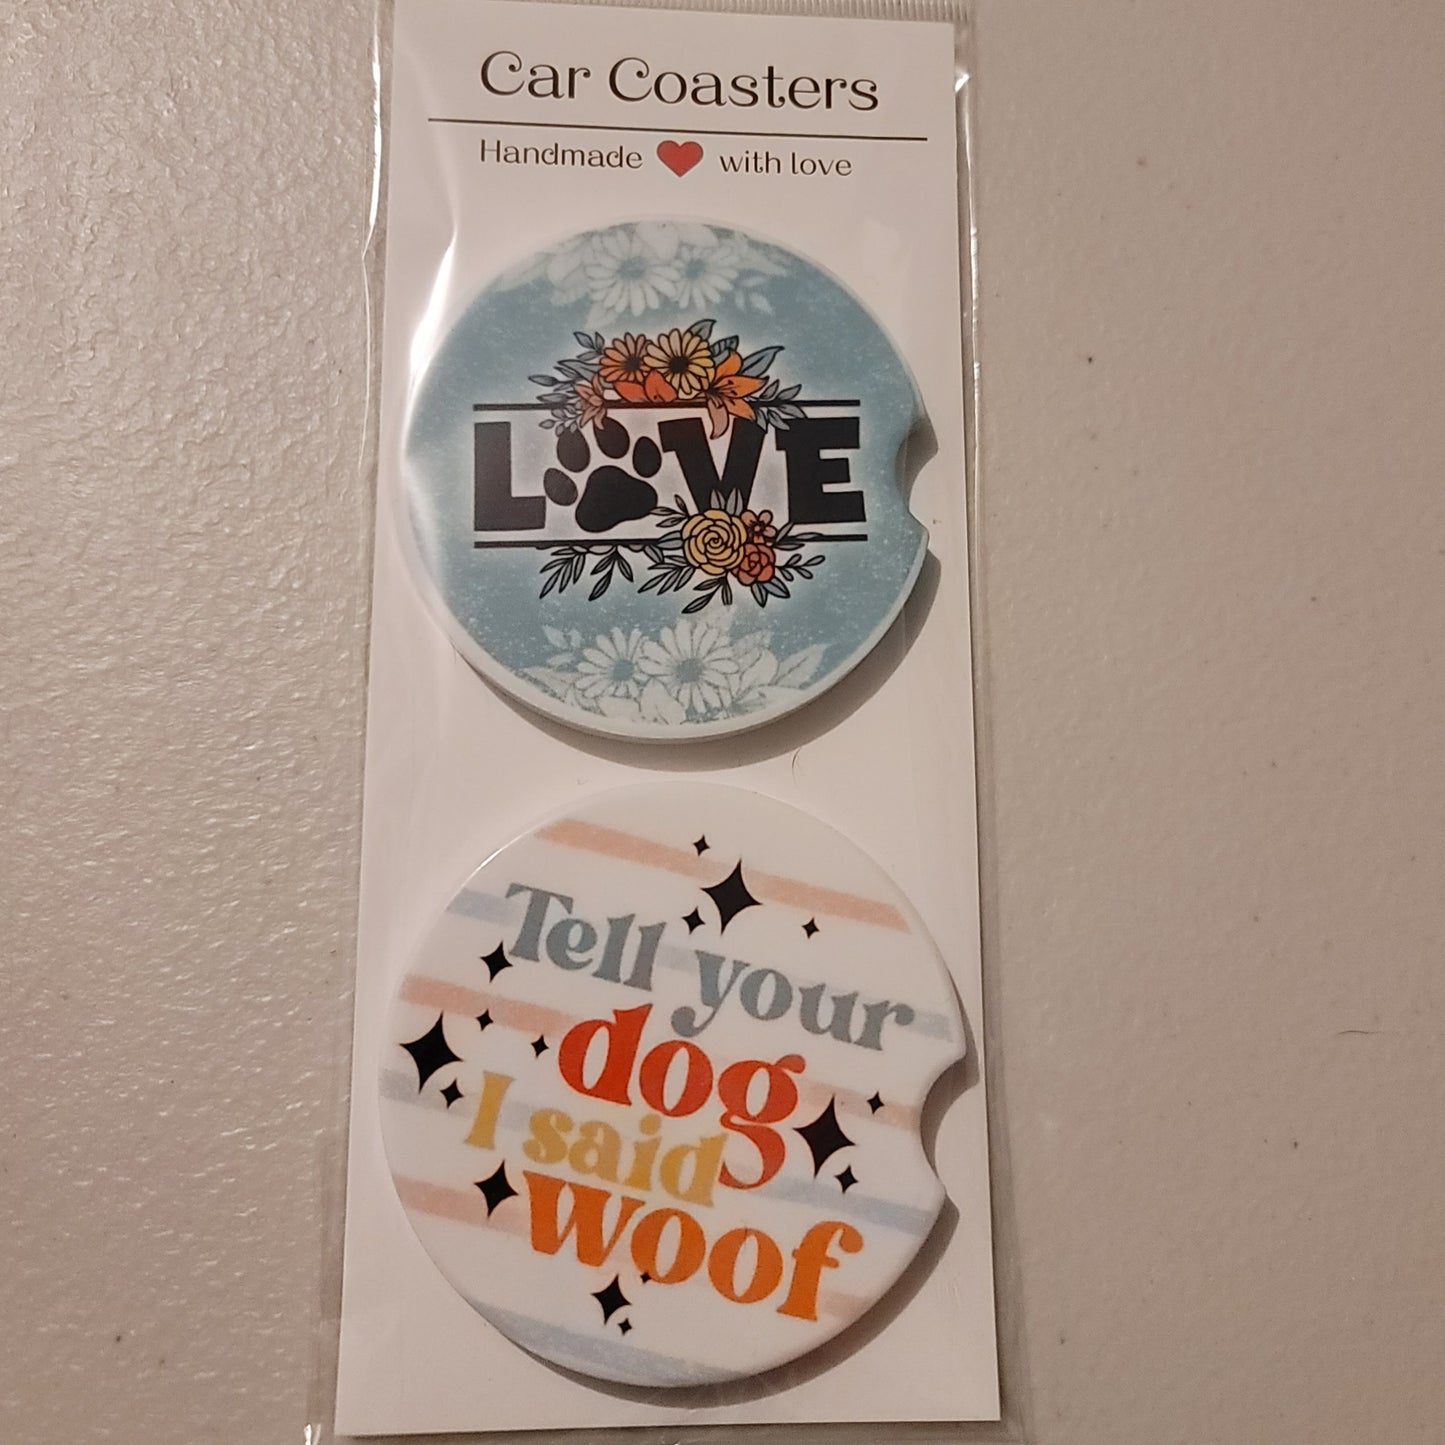 Car Coasters
Handmade ❤ with love
LOVE
Tell your
dog
I said
woof